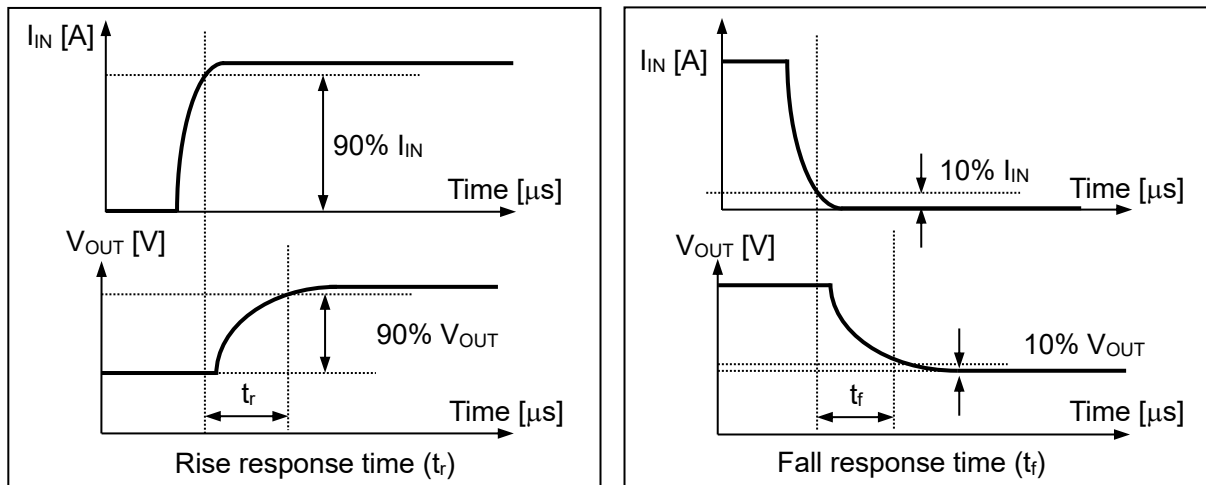 I_IN [A]
90% I_IN
Time [μs]
V_OUT [V]
90% V_OUT
t_r
Time [μs]
Rise response time (t_r)
I_IN [A]
10% I_IN
Time [μs]
V_OUT [V]
10% V_OUT
t_f
Time [μs]
Fall response time (t_f)